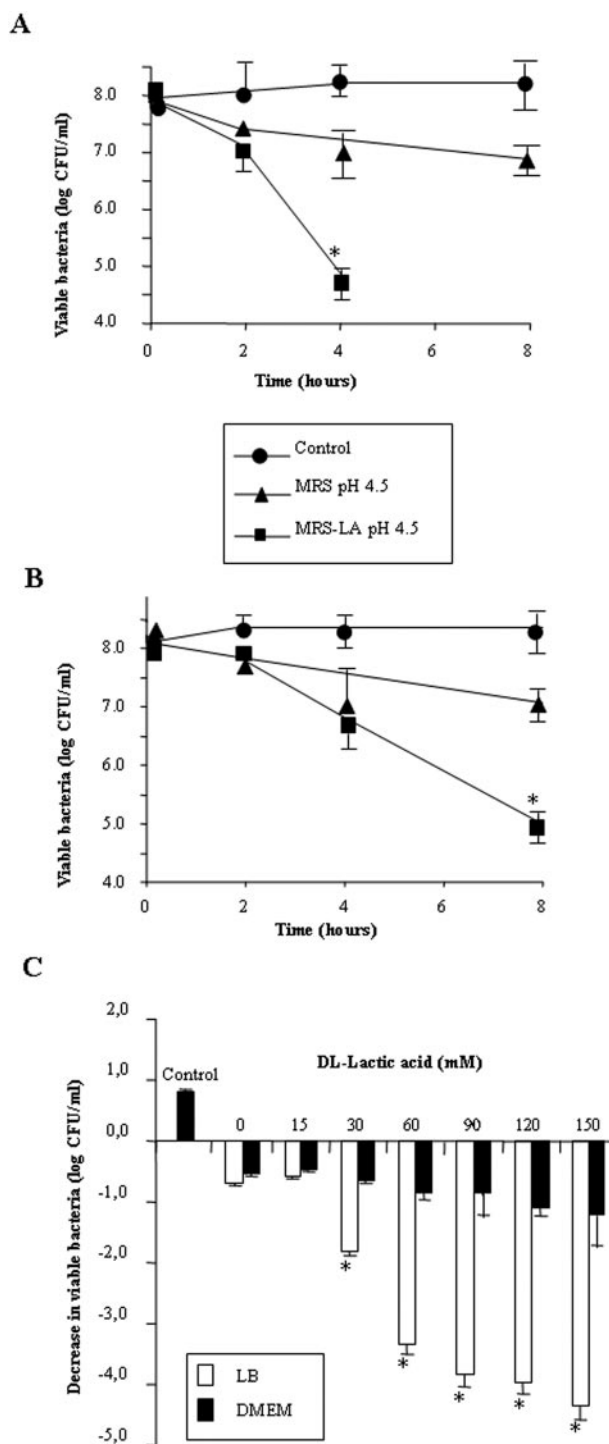 A
Viable bacteria (log CFU/ml)
8.0
7.0
6.0
5.0
4.0
*
0 2 4 6 8
Time (hours)
Control
MRS pH 4.5
MRS-LA pH 4.5
B
Viable bacteria (log CFU/ml)
8.0
7.0
6.0
5.0
4.0
*
0 2 4 6 8
Time (hours)
C
Decrease in viable bacteria (log CFU/ml)
2,0
1,0
0,0
-1,0
-2,0
-3,0
-4,0
-5,0
Control
DL-Lactic acid (mM)
0 15 30 60 90 120 150
* * * * *
LB
DMEM